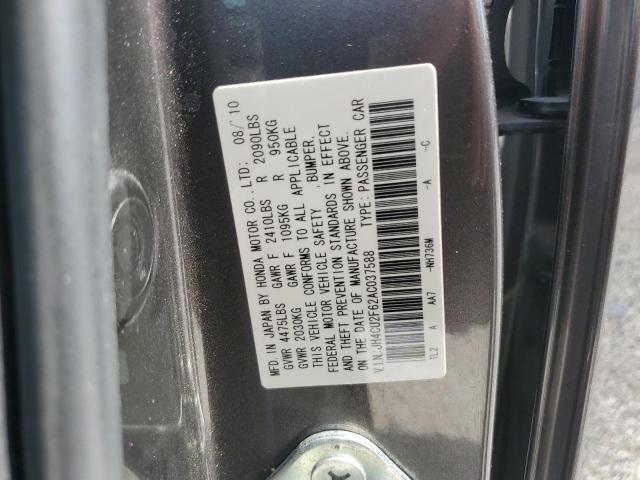 MFD. IN JAPAN BY HONDA MOTOR CO., LTD: 08/'10
GVWR 4475LBS GAWR F 2410LBS R 2090LBS
GVWR 2030KG GAWR F 1095KG R 950KG
THIS VEHICLE CONFORMS TO ALL APPLICABLE
FEDERAL MOTOR VEHICLE SAFETY , BUMPER,
AND THEFT PREVENTION STANDARDS IN EFFECT
ON THE DATE OF MANUFACTURE SHOWN ABOVE.
V.I.N.:JH4CU2F62AC037588 TYPE: PASSENGER CAR
TL2 A AA7 -NH736M -A -C